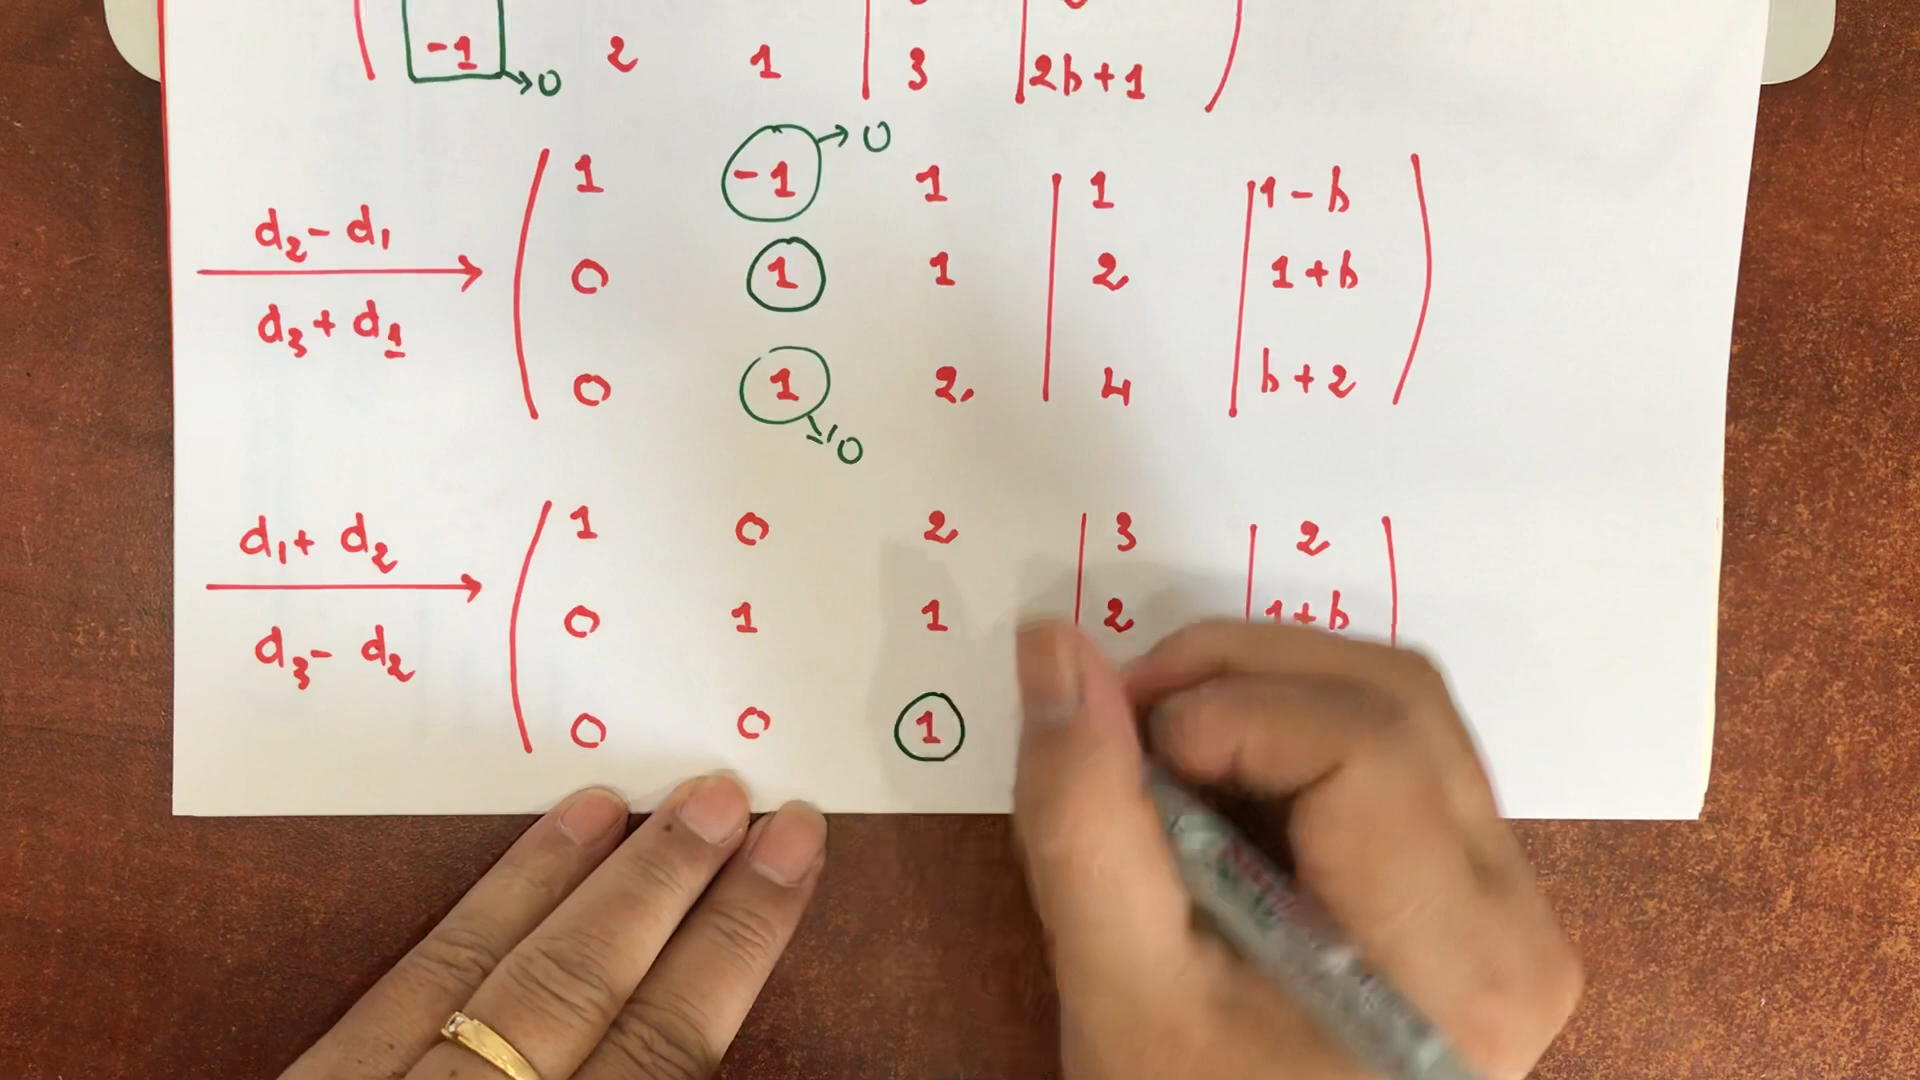 -1 →0 2 1 | 3 | 2b+1
d₂ - d₁
d₃ + d₁
1 -1 →0 1 | 1 | 1-b
0 1 1 | 2 | 1+b
0 1 →0 2 | 4 | b+2
d₁ + d₂
d₃ - d₂
1 0 2 | 3 | 2
0 1 1 | 2 | 1+b
0 0 1